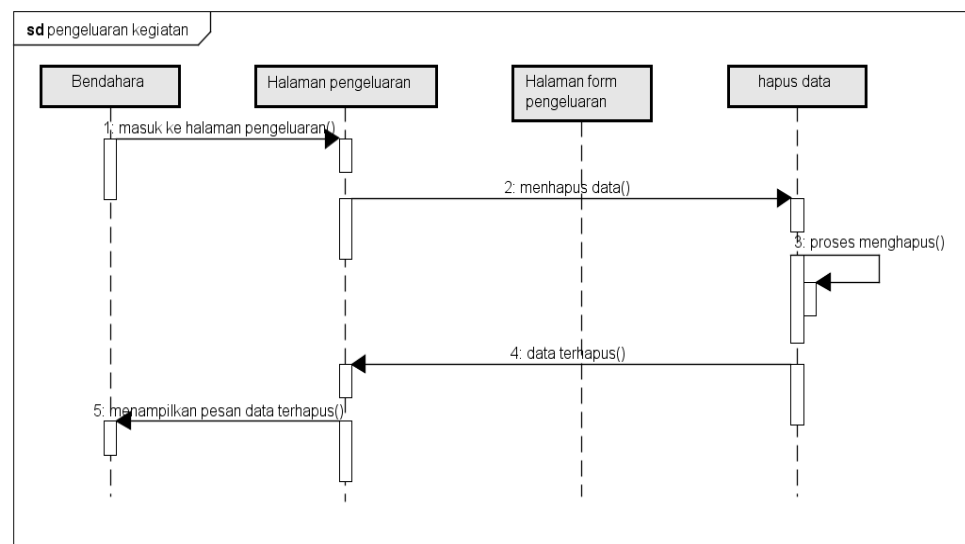 sd pengeluaran kegiatan
Bendahara
Halaman pengeluaran
Halaman form
pengeluaran
hapus data
1: masuk ke halaman pengeluaran()
2: menhapus data()
3: proses menghapus()
4: data terhapus()
5: menampilkan pesan data terhapus()